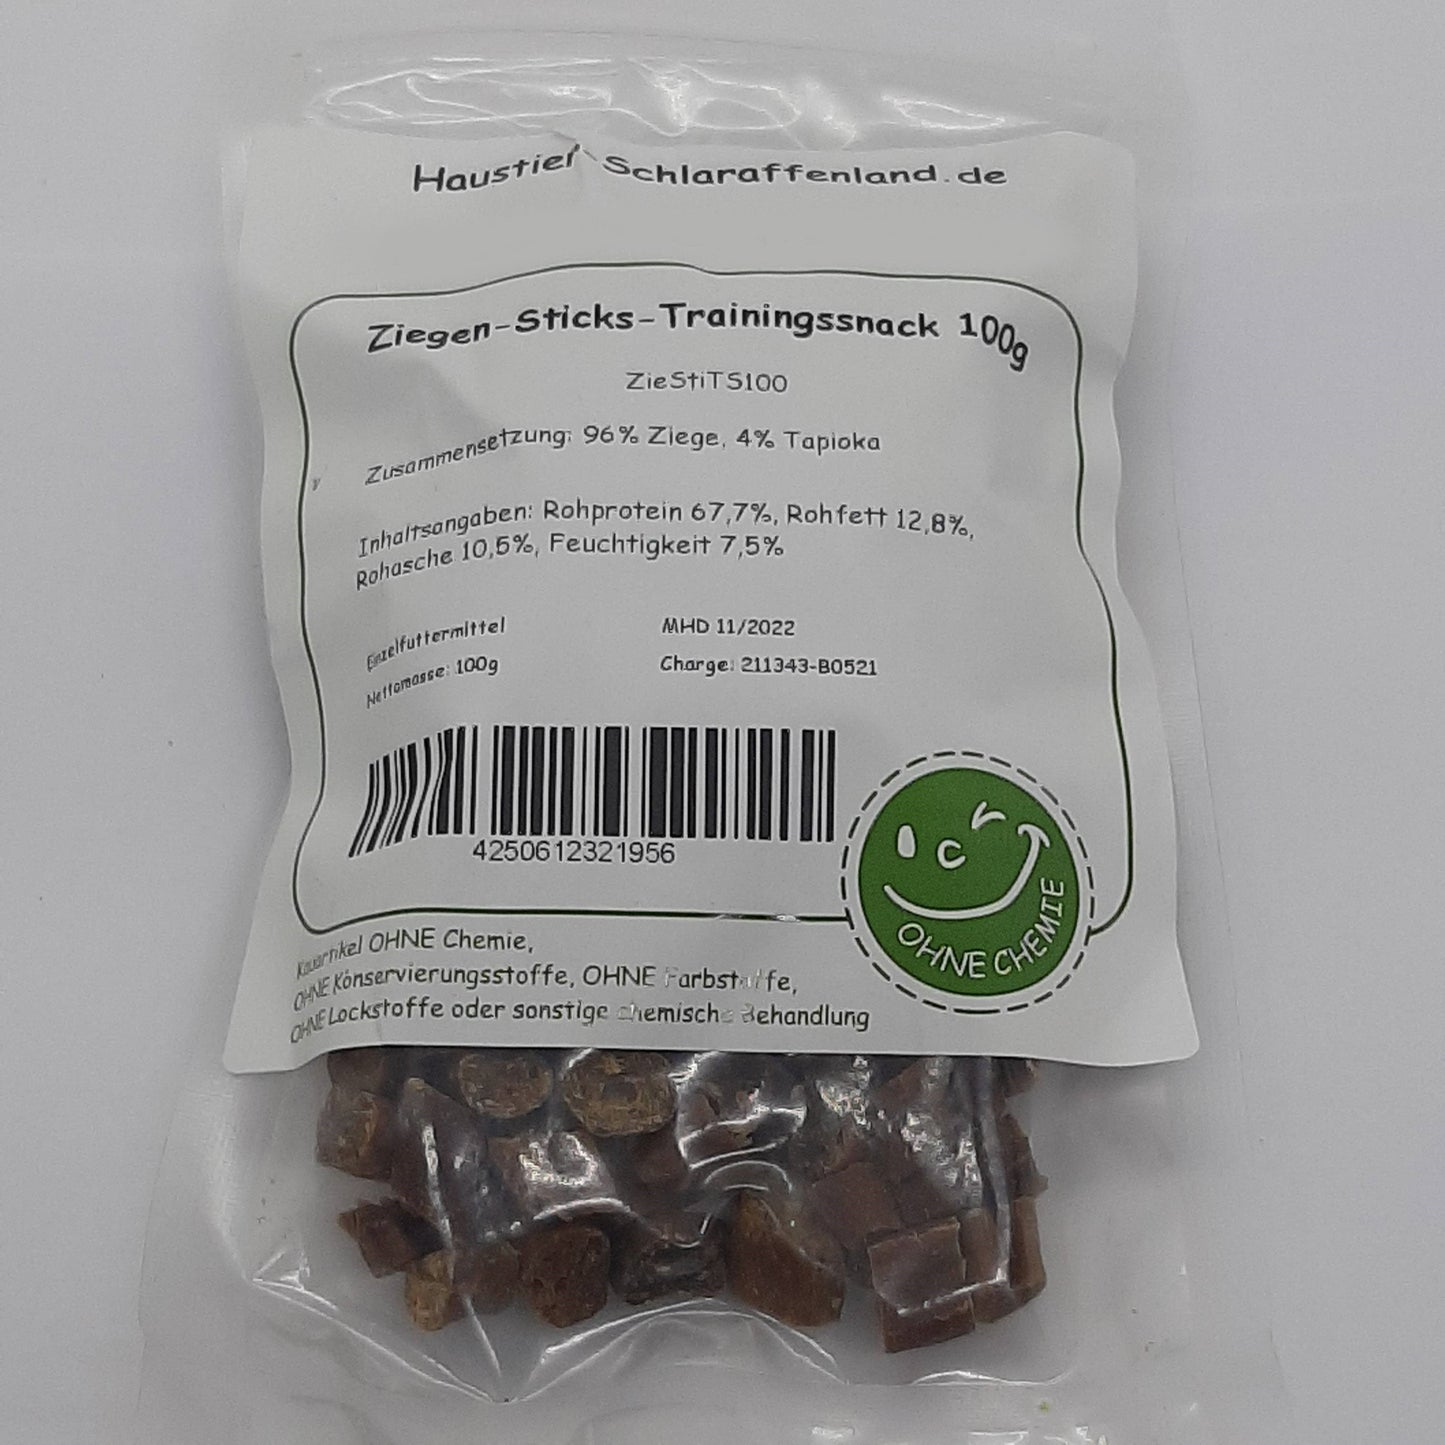 Haustier Schlaraffenland.de
Ziegen-Sticks-Trainingssnack 100g
ZieStiTS100
Zusammensetzung: 96% Ziege, 4% Tapioka
Inhaltsangaben: Rohprotein 67,7%, Rohfett 12,8%,
Rohasche 10,5%, Feuchtigkeit 7,5%
Einzelfuttermittel
Nettomasse: 100g
MHD 11/2022
Charge: 211343-B0521
4250612321956
OHNE CHEMIE
Kauartikel OHNE Chemie,
OHNE Konservierungsstoffe, OHNE Farbstoffe,
OHNE Lockstoffe oder sonstige chemische Behandlung